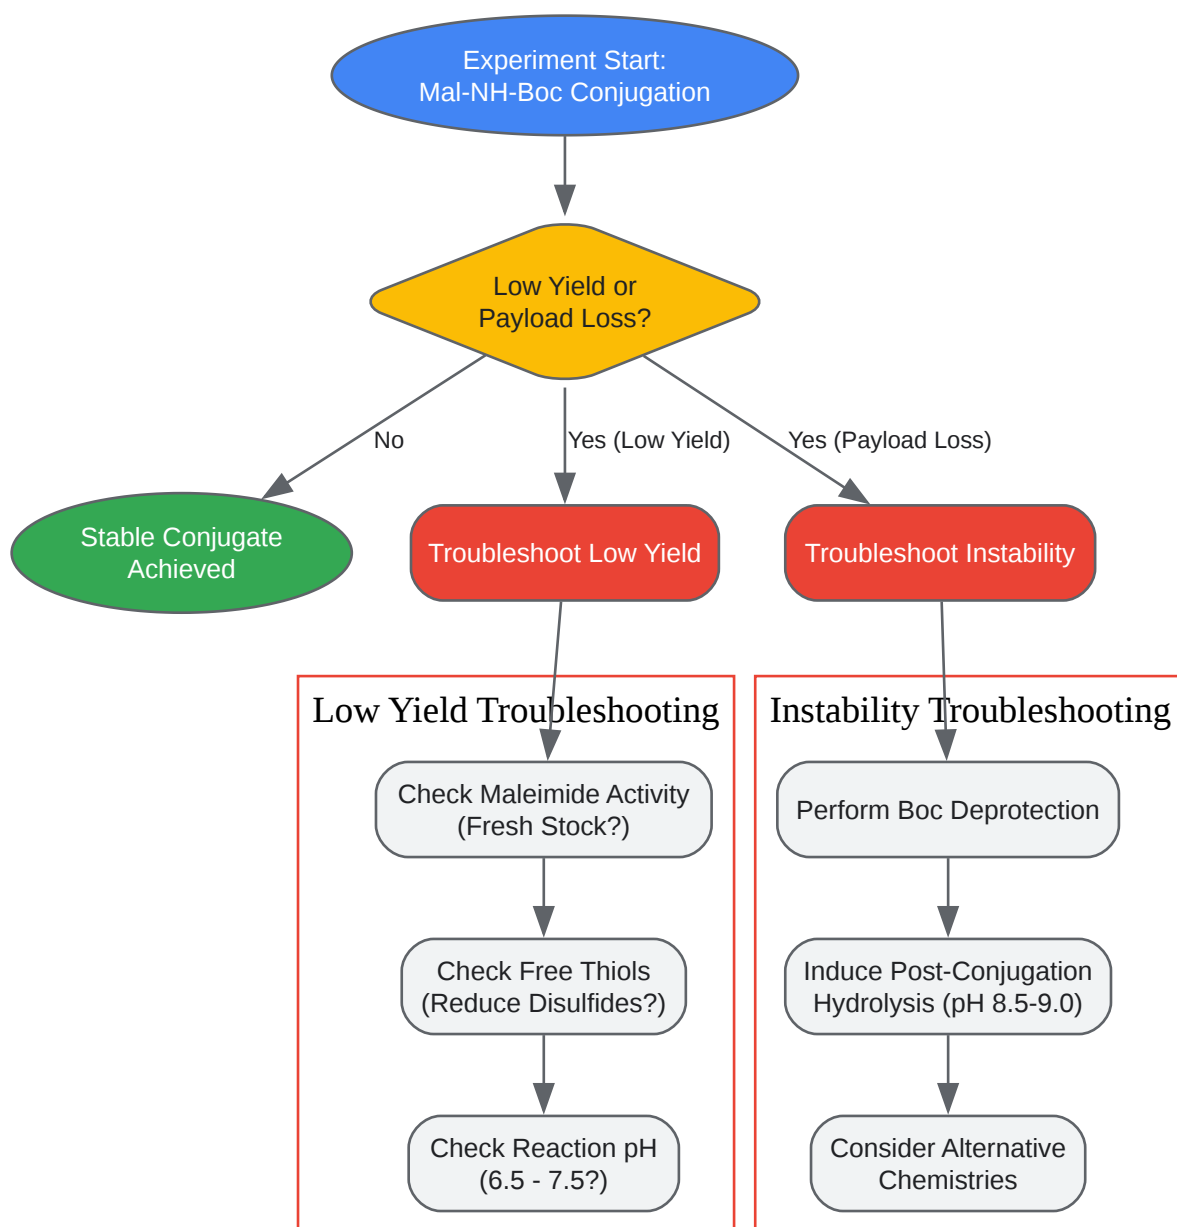 Experiment Start:
Mal-NH-Boc Conjugation
Low Yield or
Payload Loss?
No
Yes (Low Yield)
Yes (Payload Loss)
Stable Conjugate
Achieved
Troubleshoot Low Yield
Troubleshoot Instability
Low Yield Troubleshooting
Check Maleimide Activity
(Fresh Stock?)
Check Free Thiols
(Reduce Disulfides?)
Check Reaction pH
(6.5 - 7.5?)
Instability Troubleshooting
Perform Boc Deprotection
Induce Post-Conjugation
Hydrolysis (pH 8.5-9.0)
Consider Alternative
Chemistries